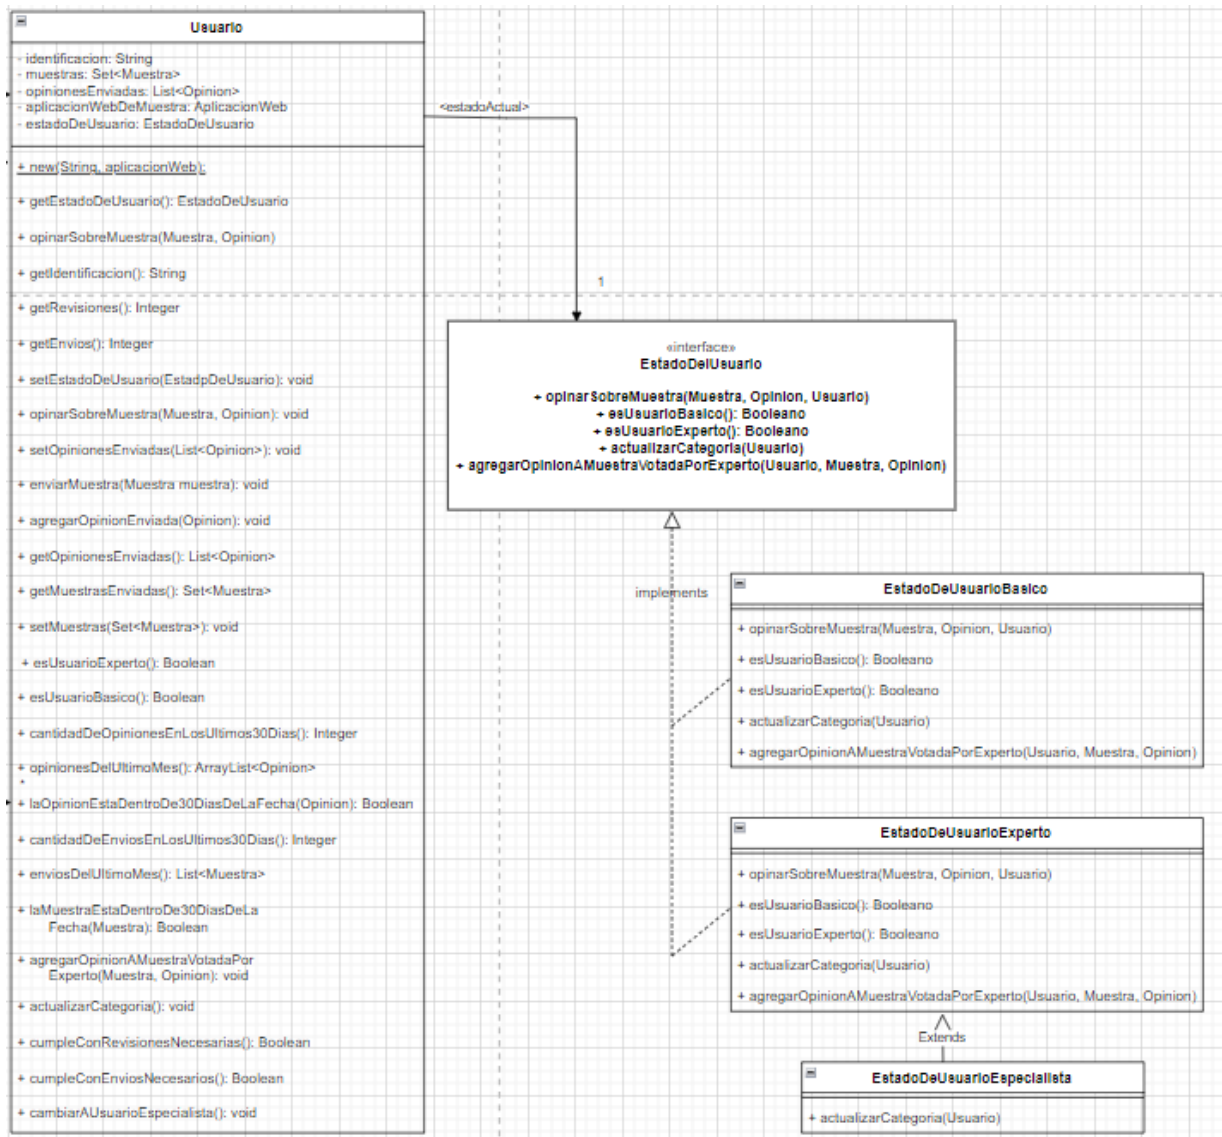 Usuario
- identificacion: String
- muestras: Set<Muestra>
- opinionesEnviadas: List<Opinion>
- aplicacionWebDeMuestra: AplicacionWeb
- estadoDeUsuario: EstadoDeUsuario
+ new(String, aplicacionWeb):
+ getEstadoDeUsuario(): EstadoDeUsuario
+ opinarSobreMuestra(Muestra, Opinion)
+ getIdentificacion(): String
+ getRevisiones(): Integer
+ getEnvios(): Integer
+ setEstadoDeUsuario(EstadpDeUsuario): void
+ opinarSobreMuestra(Muestra, Opinion): void
+ setOpinionesEnviadas(List<Opinion>): void
+ enviarMuestra(Muestra muestra): void
+ agregarOpinionEnviada(Opinion): void
+ getOpinionesEnviadas(): List<Opinion>
+ getMuestrasEnviadas(): Set<Muestra>
+ setMuestras(Set<Muestra>): void
+ esUsuarioExperto(): Boolean
+ esUsuarioBasico(): Boolean
+ cantidadDeOpinionesEnLosUltimos30Dias(): Integer
+ opinionesDelUltimoMes(): ArrayList<Opinion>
+ laOpinionEstaDentroDe30DiasDeLaFecha(Opinion): Boolean
+ cantidadDeEnviosEnLosUltimos30Dias(): Integer
+ enviosDelUltimoMes(): List<Muestra>
+ laMuestraEstaDentroDe30DiasDeLa
Fecha(Muestra): Boolean
+ agregarOpinionAMuestraVotadaPor
Experto(Muestra, Opinion): void
+ actualizarCategoria(): void
+ cumpleConRevisionesNecesarias(): Boolean
+ cumpleConEnviosNecesarios(): Boolean
+ cambiarAUsuarioEspecialista(): void
<estadoActual>
1
«interface»
EstadoDelUsuario
+ opinarSobreMuestra(Muestra, Opinion, Usuario)
+ esUsuarioBasico(): Booleano
+ esUsuarioExperto(): Booleano
+ actualizarCategoria(Usuario)
+ agregarOpinionAMuestraVotadaPorExperto(Usuario, Muestra, Opinion)
implements
EstadoDeUsuarioBasico
+ opinarSobreMuestra(Muestra, Opinion, Usuario)
+ esUsuarioBasico(): Booleano
+ esUsuarioExperto(): Booleano
+ actualizarCategoria(Usuario)
+ agregarOpinionAMuestraVotadaPorExperto(Usuario, Muestra, Opinion)
EstadoDeUsuarioExperto
+ opinarSobreMuestra(Muestra, Opinion, Usuario)
+ esUsuarioBasico(): Booleano
+ esUsuarioExperto(): Booleano
+ actualizarCategoria(Usuario)
+ agregarOpinionAMuestraVotadaPorExperto(Usuario, Muestra, Opinion)
Extends
EstadoDeUsuarioEspecialista
+ actualizarCategoria(Usuario)